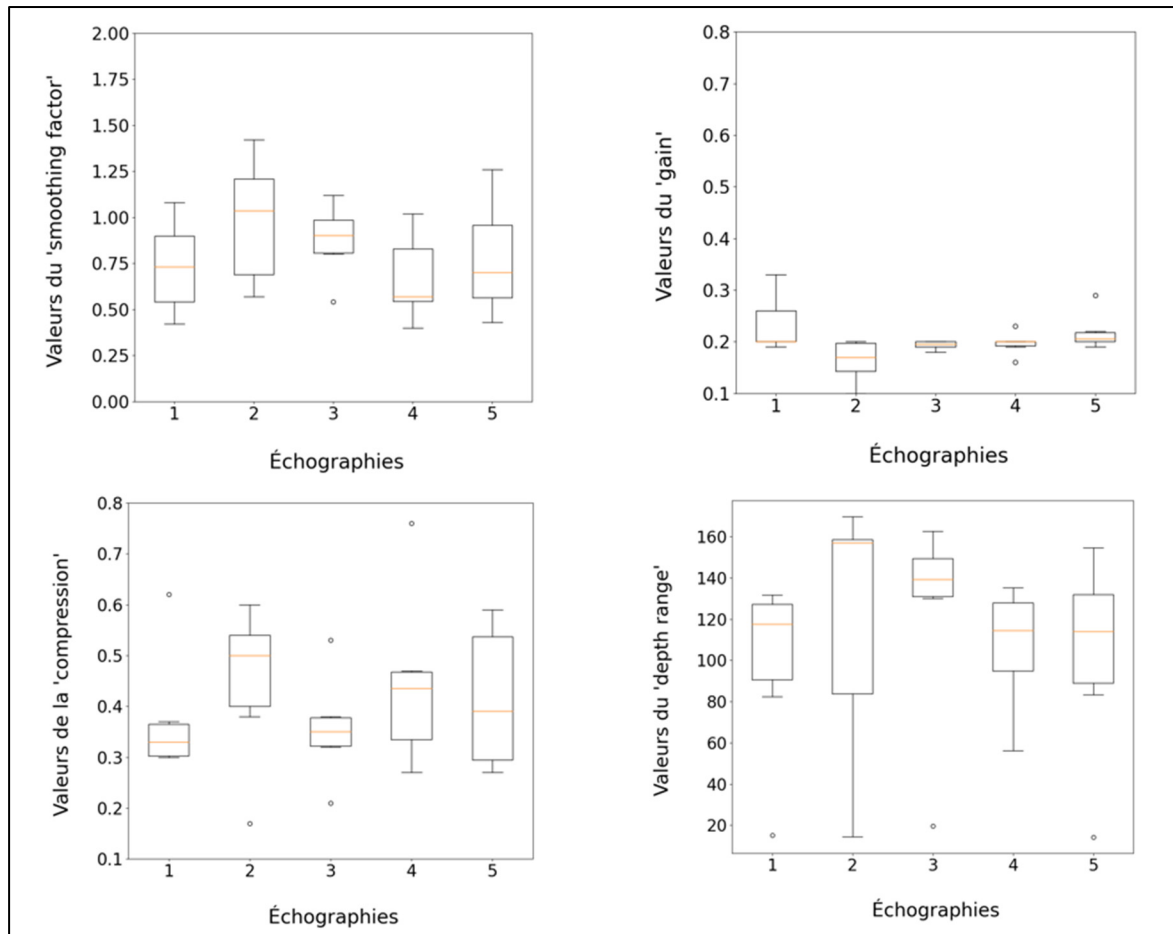 Valeurs du 'smoothing factor'
2.00
1.75
1.50
1.25
1.00
0.75
0.50
0.25
0.00
1 2 3 4 5
Échographies
Valeurs du 'gain'
0.8
0.7
0.6
0.5
0.4
0.3
0.2
0.1
1 2 3 4 5
Échographies
Valeurs de la 'compression'
0.8
0.7
0.6
0.5
0.4
0.3
0.2
0.1
1 2 3 4 5
Échographies
Valeurs du 'depth range'
160
140
120
100
80
60
40
20
1 2 3 4 5
Échographies